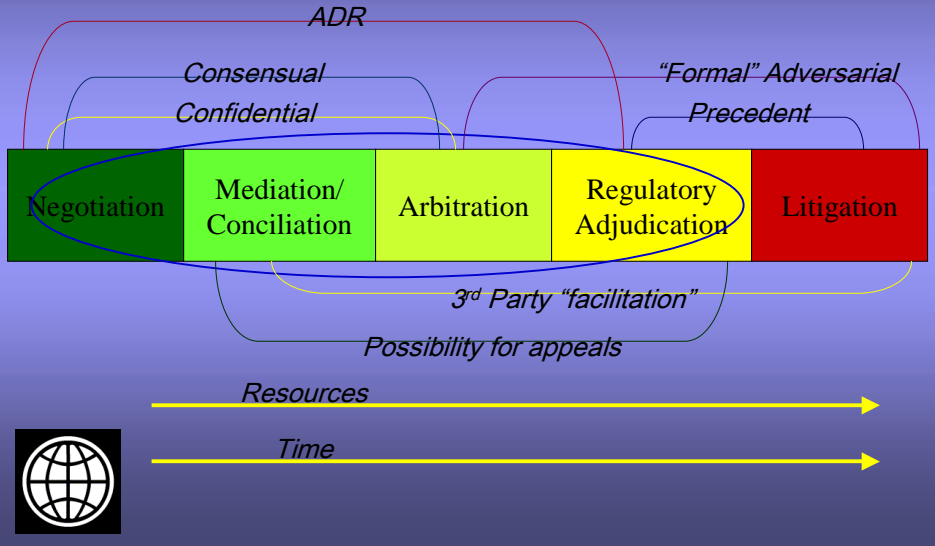 ADR
Consensual
“Formal” Adversarial
Confidential
Precedent
Negotiation
Mediation/
Conciliation
Arbitration
Regulatory
Adjudication
Litigation
3rd Party “facilitation”
Possibility for appeals
Resources
Time